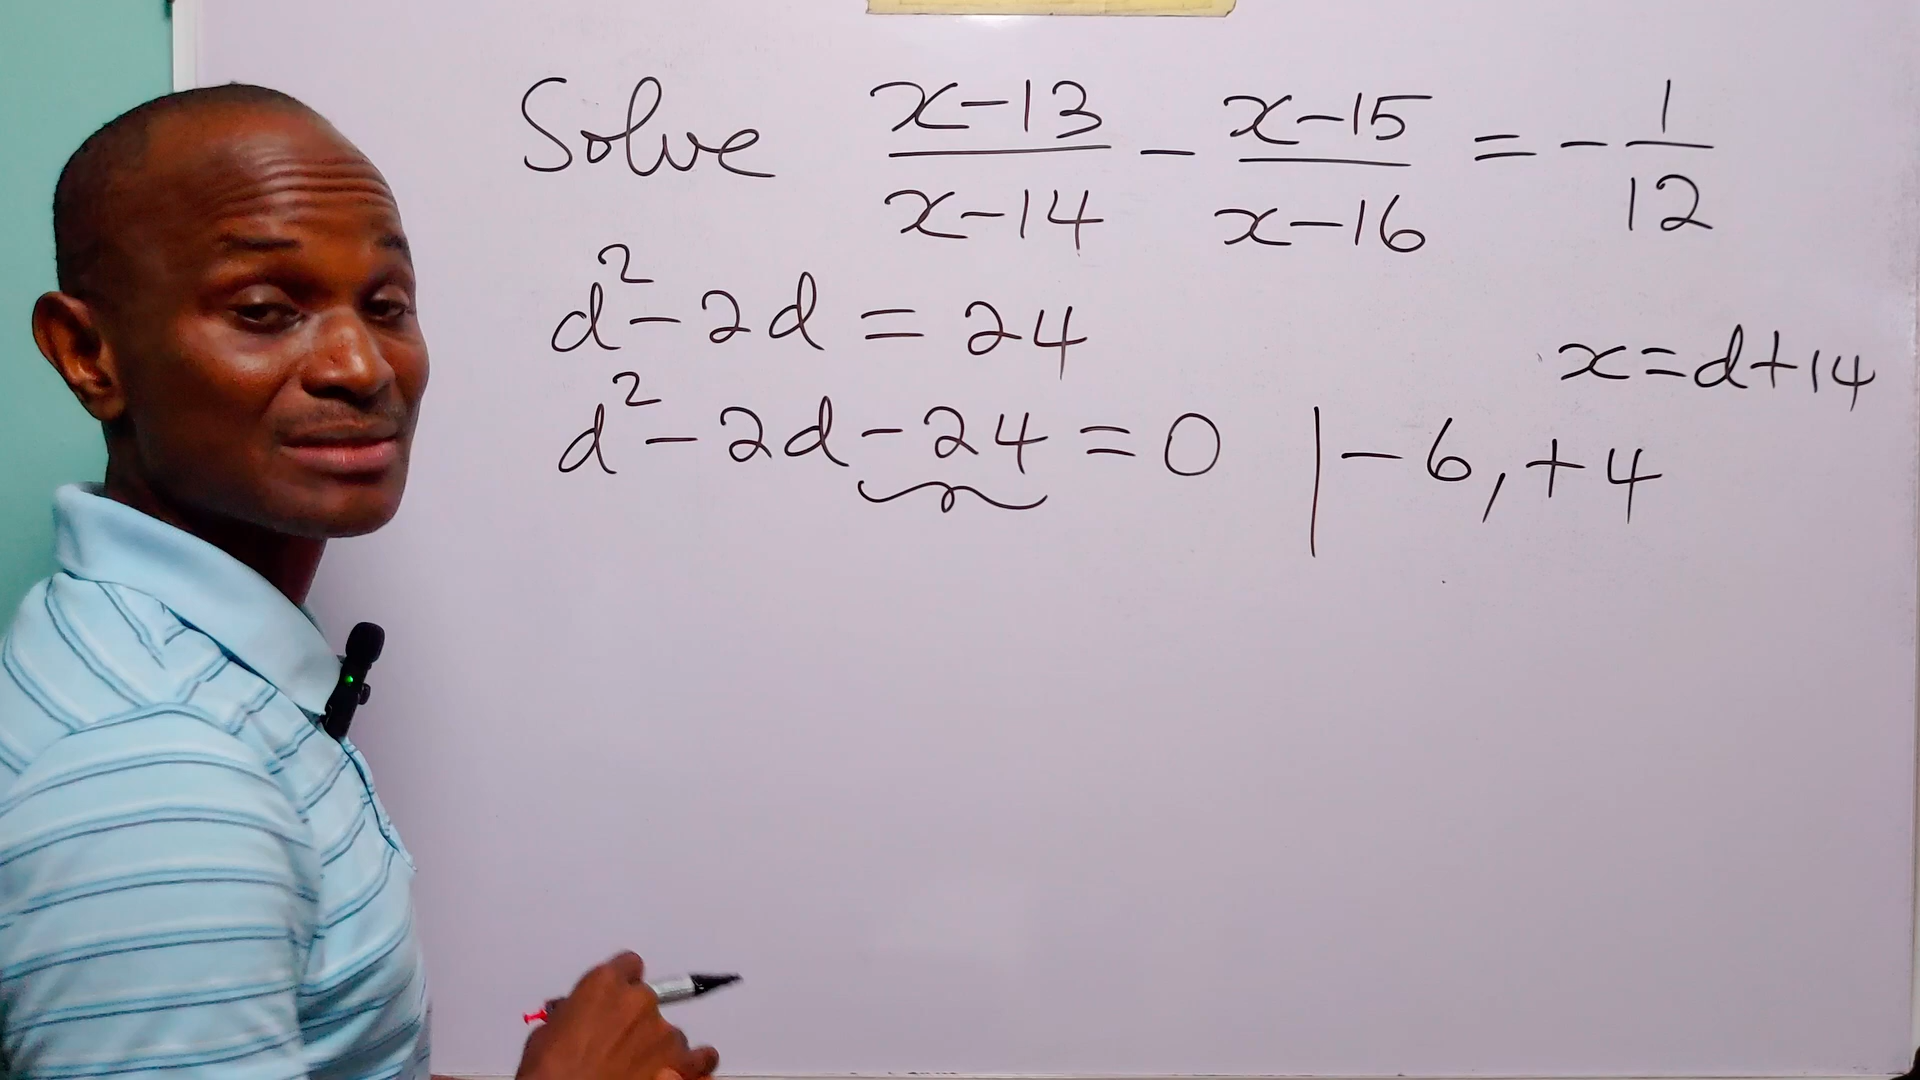 Solve (x-13)/(x-14) - (x-15)/(x-16) = - 1/12
d² - 2d = 24
x = d+14
d² - 2d - 24 = 0 | -6, +4